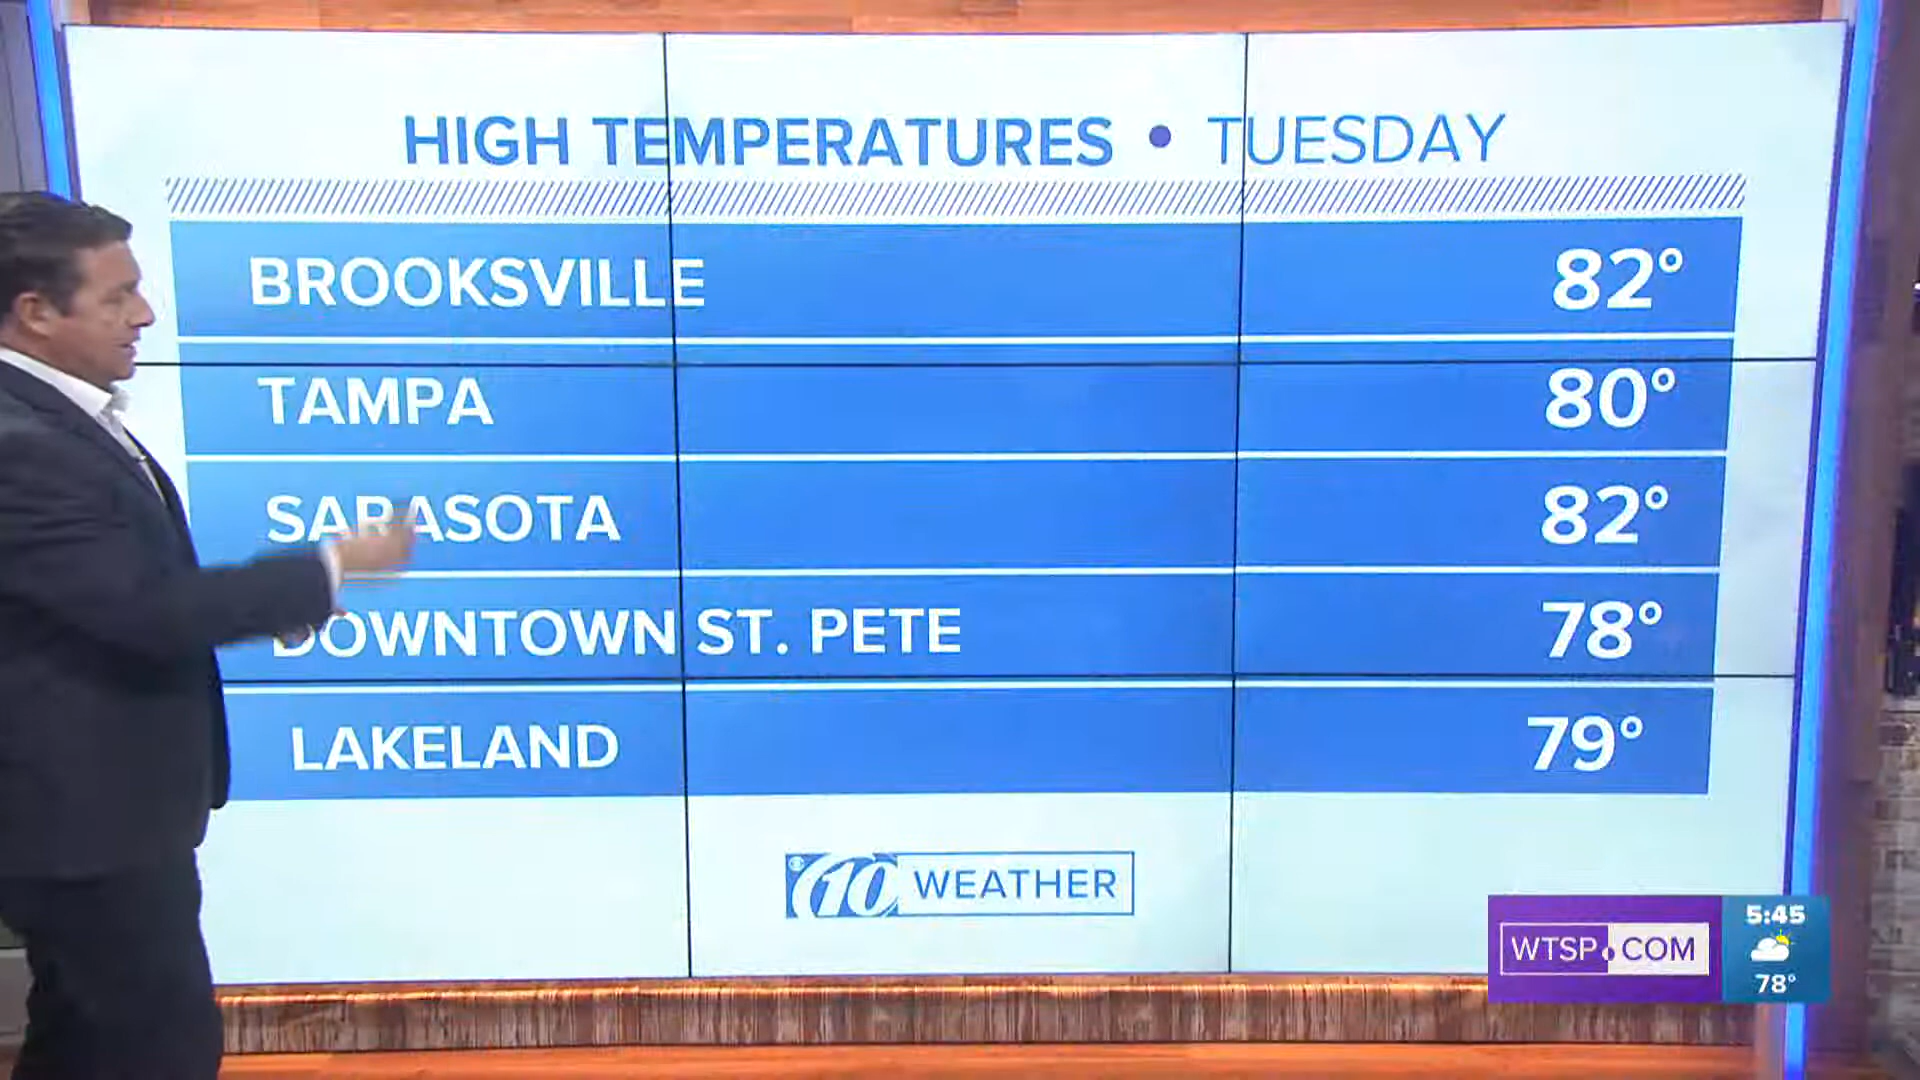 HIGH TEMPERATURES • TUESDAY
BROOKSVILLE 82°
TAMPA 80°
SARASOTA 82°
DOWNTOWN ST. PETE 78°
LAKELAND 79°
10 WEATHER
WTSP.COM
5:45
78°